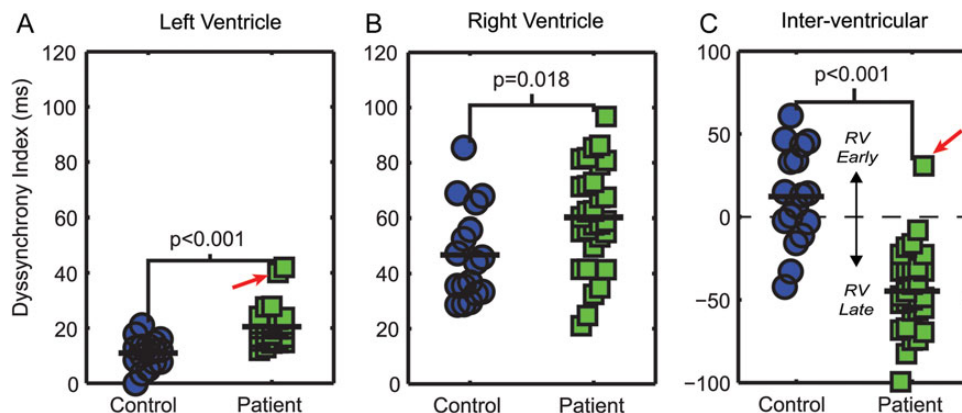 A Left Ventricle
B Right Ventricle
C Inter-ventricular
Dyssynchrony Index (ms)
120
100
80
60
40
20
0
p<0.001
Control Patient
120
100
80
60
40
20
0
p=0.018
Control Patient
100
50
0
−50
−100
p<0.001
RV
Early
RV
Late
Control Patient